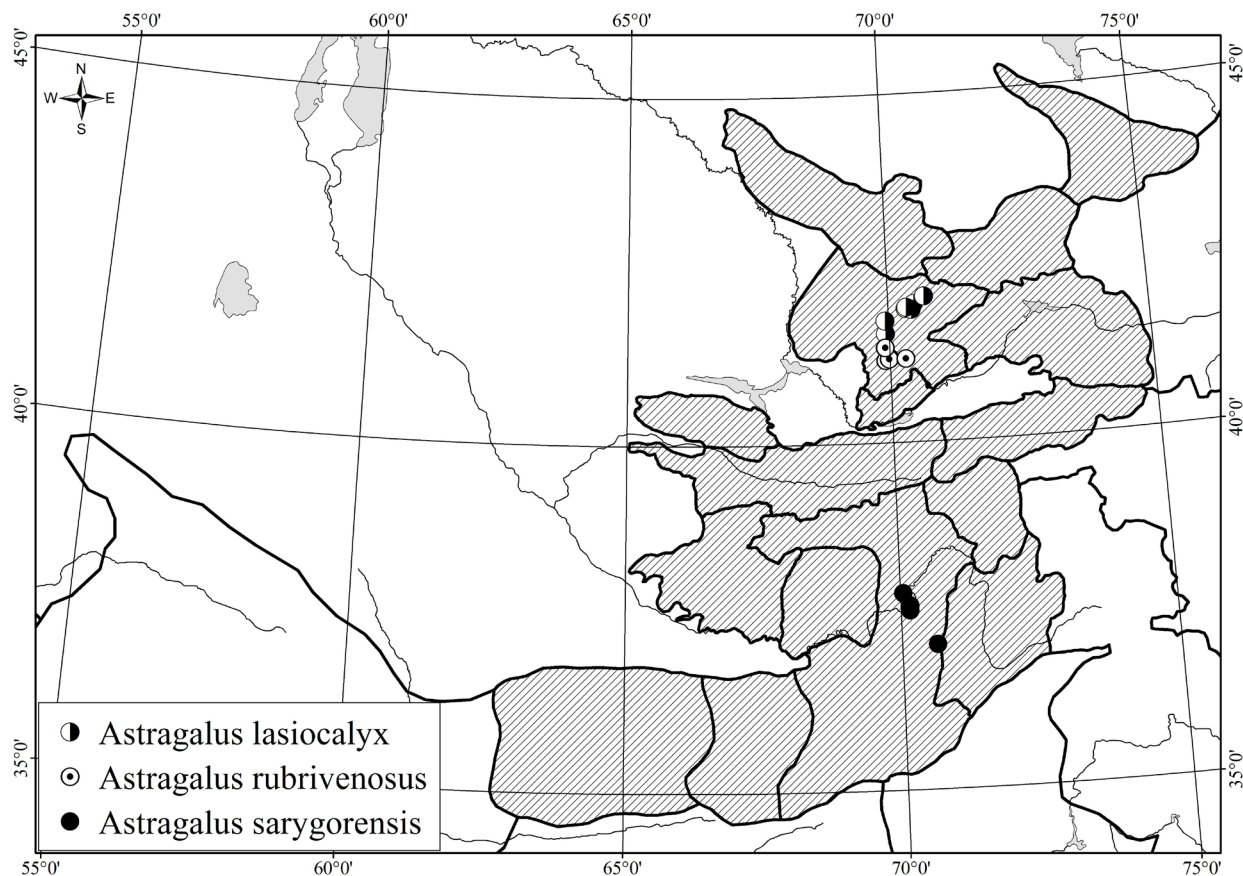 55°0' 60°0' 65°0' 70°0' 75°0'
45°0' 45°0'
N
W E
S
40°0' 40°0'
35°0' 35°0'
Astragalus lasiocalyx
Astragalus rubrivenosus
Astragalus sarygorensis
55°0' 60°0' 65°0' 70°0' 75°0'